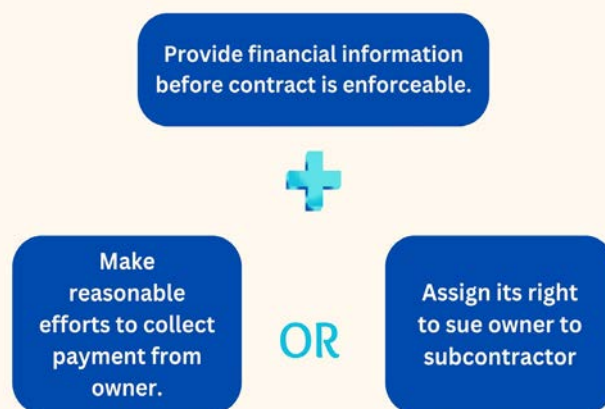 Provide financial information
before contract is enforceable.
Make
reasonable
efforts to collect
payment from
owner.
OR
Assign its right
to sue owner to
subcontractor